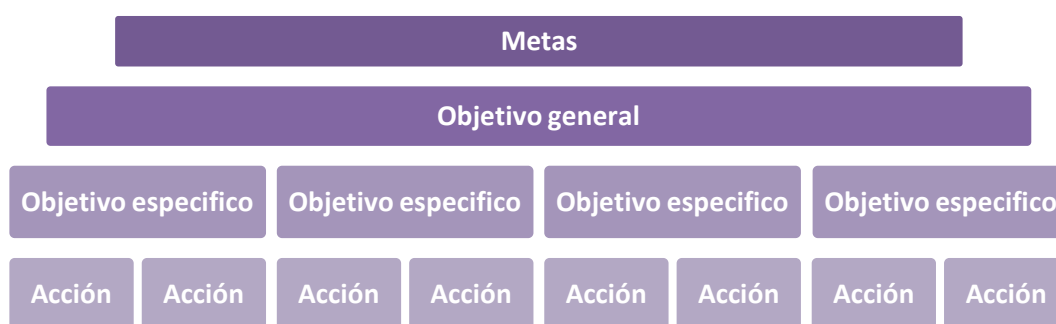 Metas
Objetivo general
Objetivo especifico Objetivo especifico Objetivo especifico Objetivo especifico
Acción Acción Acción Acción Acción Acción Acción Acción